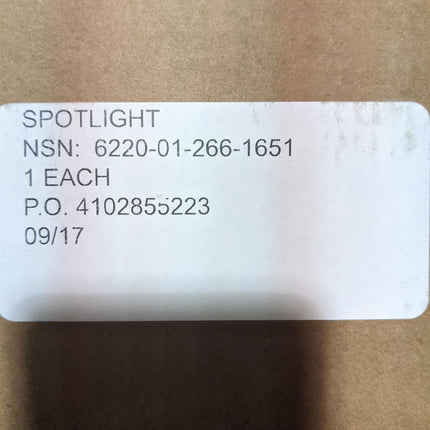 SPOTLIGHT
NSN: 6220-01-266-1651
1 EACH
P.O. 4102855223
09/17